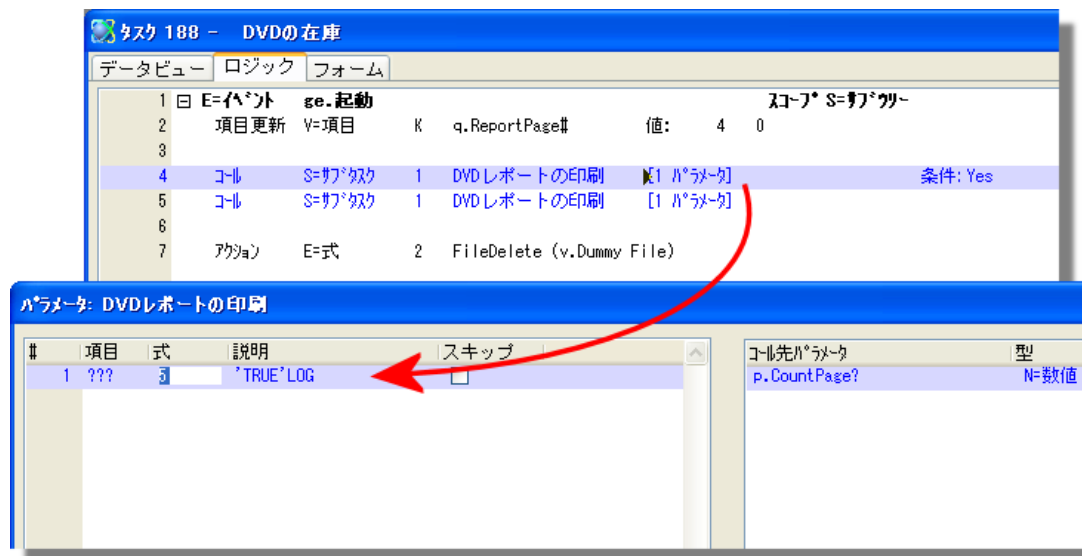 タスク 188 - DVDの在庫
データビュー ロジック フォーム
1 E=イベント ge.起動 スコープ S=サブツリー
2 項目更新 V=項目 K q.ReportPage# 値: 4 0
3
4 コール S=サブタスク 1 DVDレポートの印刷 [1 パラメータ] 条件: Yes
5 コール S=サブタスク 1 DVDレポートの印刷 [1 パラメータ]
6
7 アクション E=式 2 FileDelete (v.Dummy File)
パラメータ: DVDレポートの印刷
# 項目 式 説明 スキップ コール先パラメータ 型
1 ??? 5 'TRUE'LOG p.CountPage? N=数値